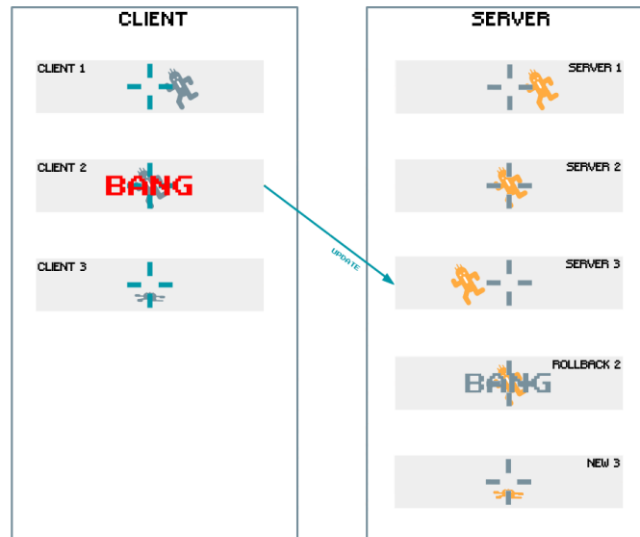 CLIENT
CLIENT 1
CLIENT 2
BANG
CLIENT 3
UPDATE
SERVER
SERVER 1
SERVER 2
SERVER 3
ROLLBACK 2
BANG
NEW 3